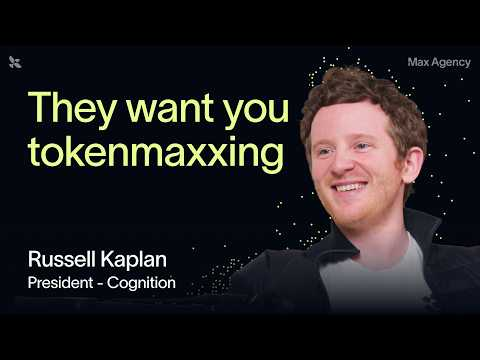 Max Agency
They want you
tokenmaxxing
Russell Kaplan
President - Cognition